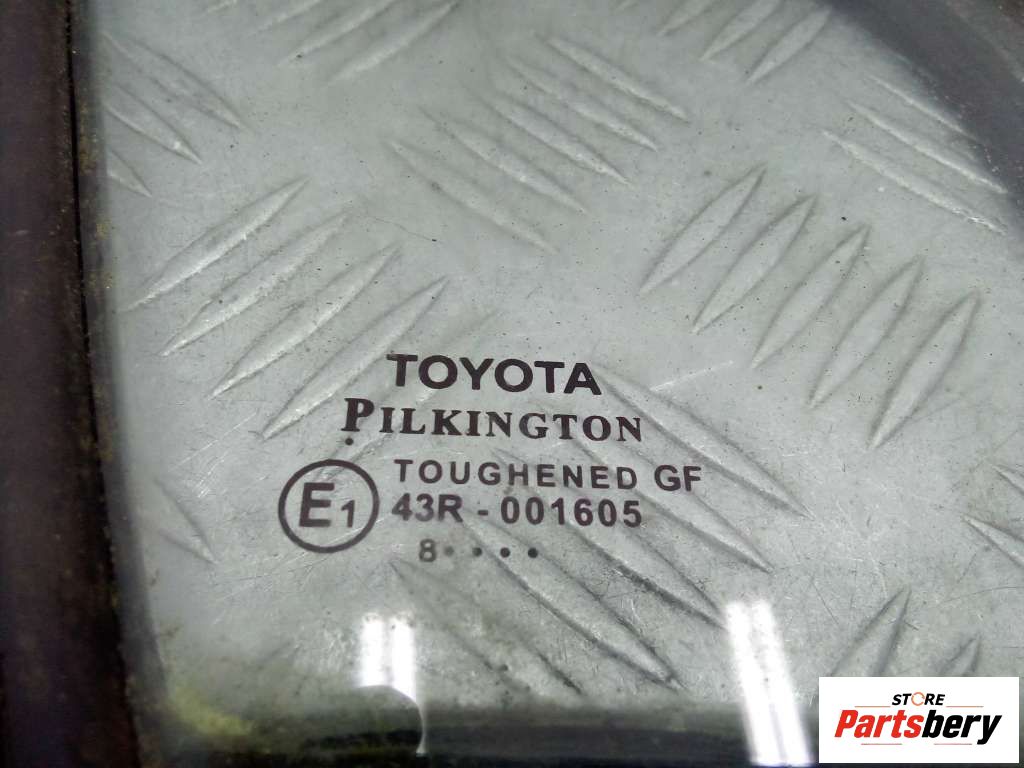 TOYOTA
PILKINGTON
TOUGHENED GF
E1 43R - 001605
8 • • • •
STORE
Partsbery